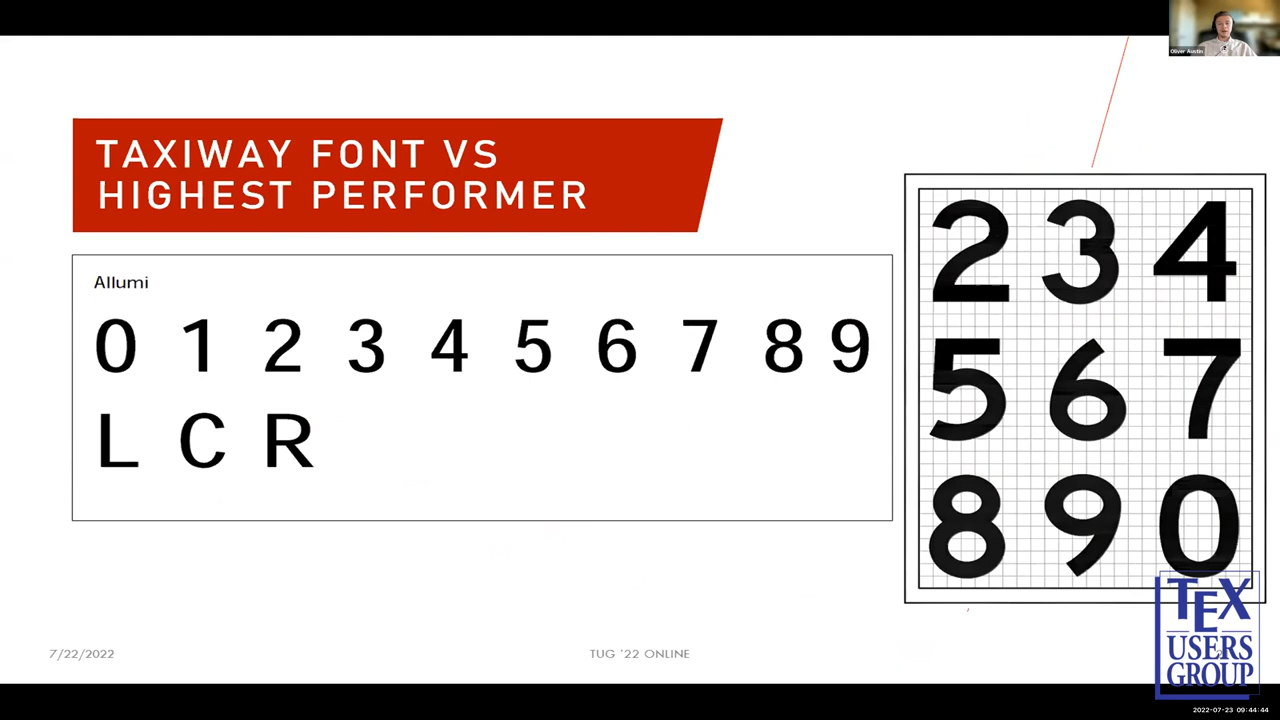 Oliver Austin
TAXIWAY FONT VS
HIGHEST PERFORMER
Allumi
0 1 2 3 4 5 6 7 8 9
L C R
2 3 4
5 6 7
8 9 0
7/22/2022
TUG '22 ONLINE
TEX
USERS
GROUP
2022-07-23 09:44:44